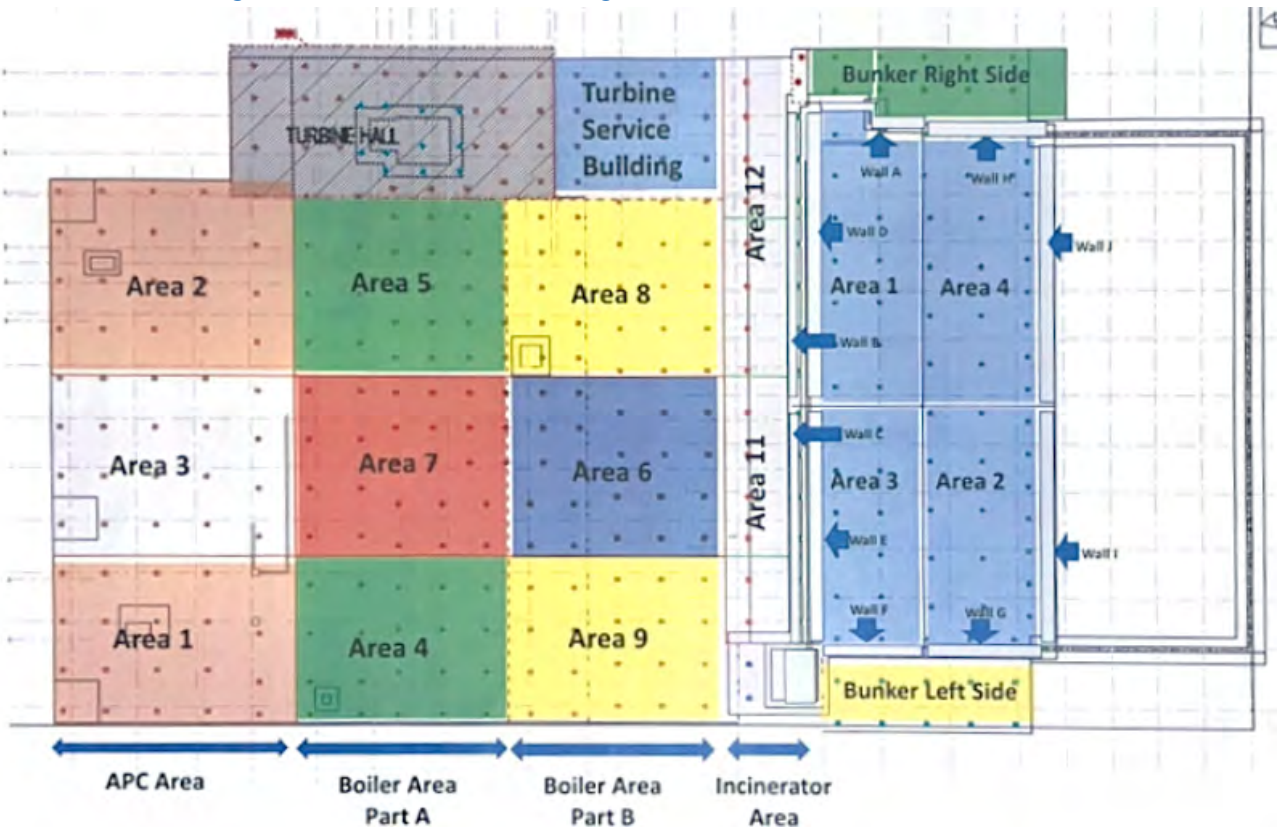 Bunker Right Side
Turbine
Service
Building
TURBINE HALL
Area 12
Wall A
"Wall H"
Wall D
Wall J
Area 2
Area 5
Area 8
Area 1
Area 4
Wall B
Area 3
Area 7
Area 6
Area 11
Wall C
Area 3
Area 2
Wall E
Wall I
Area 1
Area 4
Area 9
Wall F
Wall G
Bunker Left Side
APC Area
Boiler Area
Part A
Boiler Area
Part B
Incinerator
Area